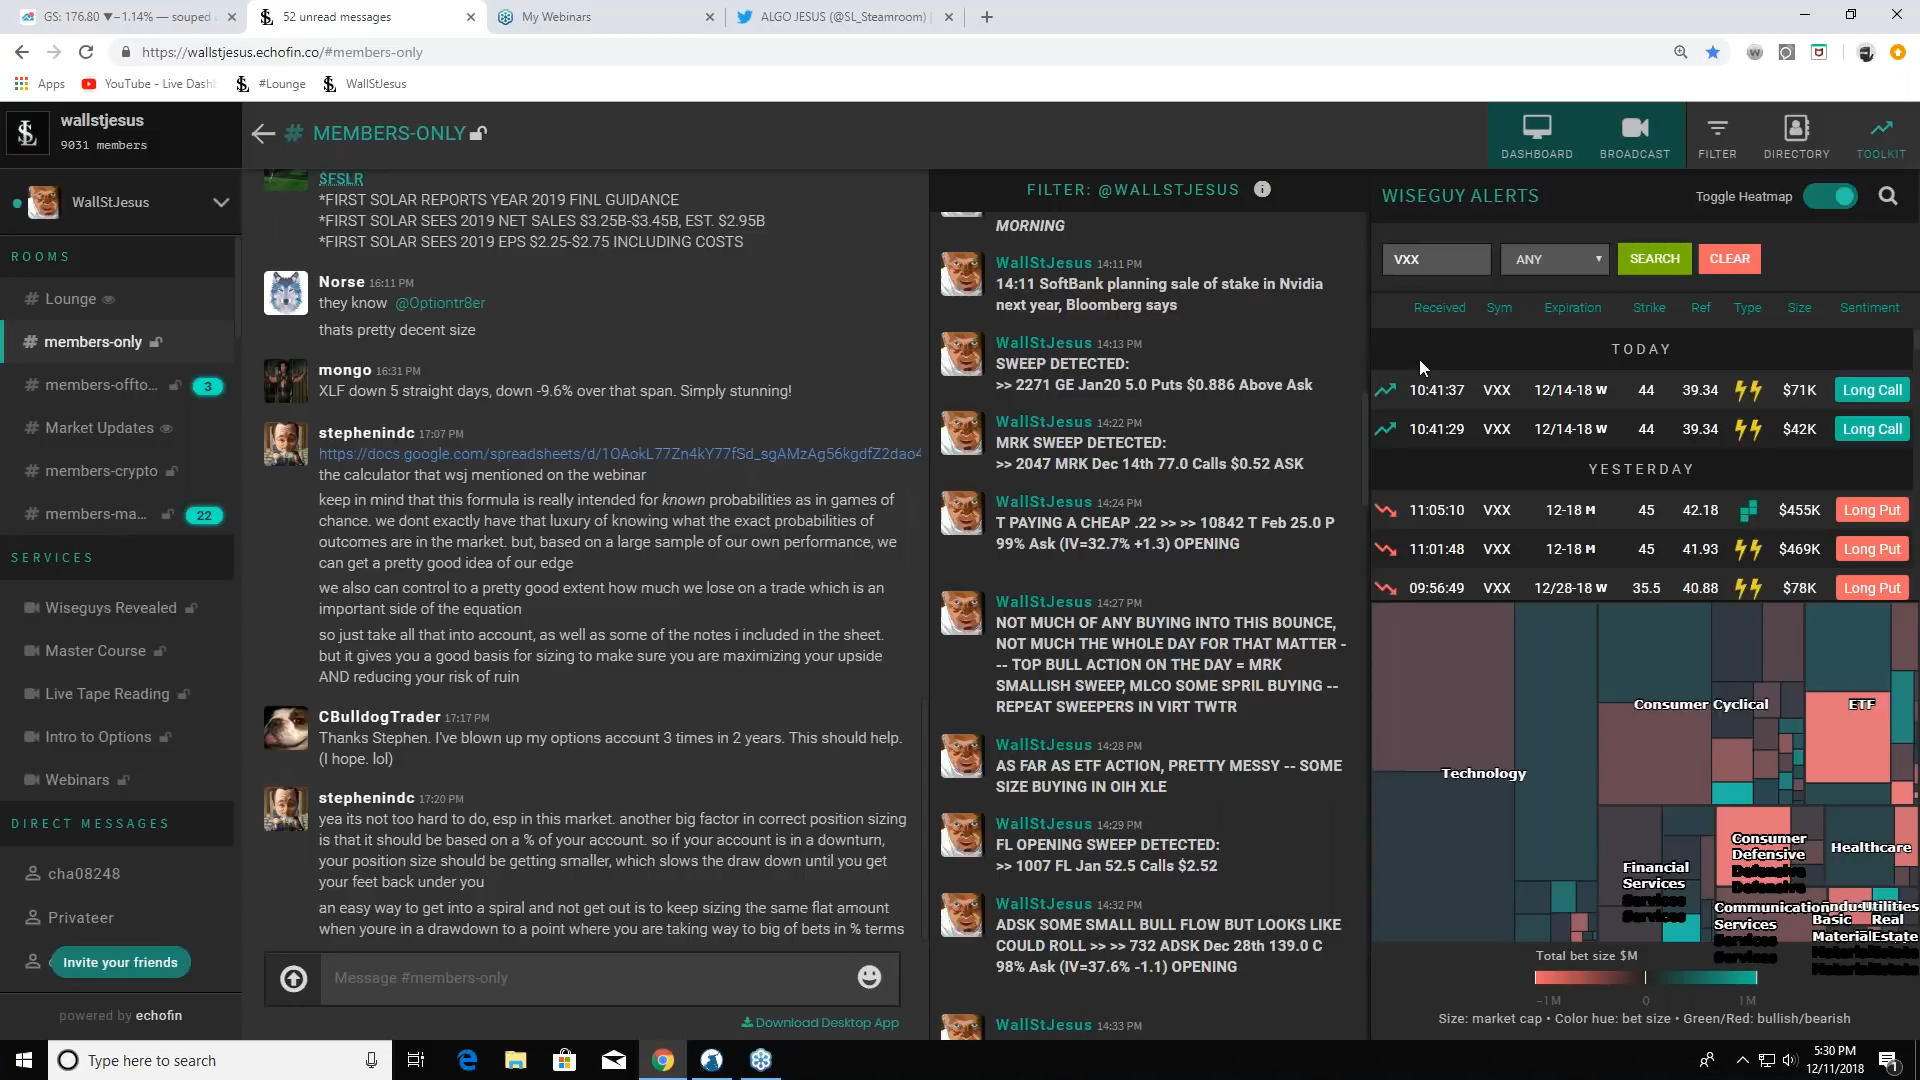 GS: 176.80 ▼−1.14% — souped
52 unread messages
My Webinars
ALGO JESUS (@SL_Steamroom) |
https://wallstjesus.echofin.co/#members-only
Apps
YouTube - Live Dashb
#Lounge
WallStJesus
wallstjesus
9031 members
WallStJesus
ROOMS
# Lounge
# members-only
# members-offto... 3
# Market Updates
# members-crypto
# members-ma... 22
SERVICES
Wiseguys Revealed
Master Course
Live Tape Reading
Intro to Options
Webinars
DIRECT MESSAGES
cha08248
Privateer
Invite your friends
powered by echofin
# MEMBERS-ONLY
DASHBOARD
BROADCAST
FILTER
DIRECTORY
TOOLKIT
$FSLR
*FIRST SOLAR REPORTS YEAR 2019 FINL GUIDANCE
*FIRST SOLAR SEES 2019 NET SALES $3.25B-$3.45B, EST. $2.95B
*FIRST SOLAR SEES 2019 EPS $2.25-$2.75 INCLUDING COSTS
Norse 16:11 PM
they know @Optiontr8er
thats pretty decent size
mongo 16:31 PM
XLF down 5 straight days, down -9.6% over that span. Simply stunning!
stephenindc 17:07 PM
https://docs.google.com/spreadsheets/d/1OAokL77Zn4kY77fSd_sgAMzAg56kgdfZ2dao4
the calculator that wsj mentioned on the webinar
keep in mind that this formula is really intended for known probabilities as in games of
chance. we dont exactly have that luxury of knowing what the exact probabilities of
outcomes are in the market. but, based on a large sample of our own performance, we
can get a pretty good idea of our edge
we also can control to a pretty good extent how much we lose on a trade which is an
important side of the equation
so just take all that into account, as well as some of the notes i included in the sheet.
but it gives you a good basis for sizing to make sure you are maximizing your upside
AND reducing your risk of ruin
CBulldogTrader 17:17 PM
Thanks Stephen. I've blown up my options account 3 times in 2 years. This should help.
(I hope. lol)
stephenindc 17:20 PM
yea its not too hard to do, esp in this market. another big factor in correct position sizing
is that it should be based on a % of your account. so if your account is in a downturn,
your position size should be getting smaller, which slows the draw down until you get
your feet back under you
an easy way to get into a spiral and not get out is to keep sizing the same flat amount
when youre in a drawdown to a point where you are taking way to big of bets in % terms
Message #members-only
Download Desktop App
FILTER: @WALLSTJESUS
MORNING
WallStJesus 14:11 PM
14:11 SoftBank planning sale of stake in Nvidia
next year, Bloomberg says
WallStJesus 14:13 PM
SWEEP DETECTED:
>> 2271 GE Jan20 5.0 Puts $0.886 Above Ask
WallStJesus 14:22 PM
MRK SWEEP DETECTED:
>> 2047 MRK Dec 14th 77.0 Calls $0.52 ASK
WallStJesus 14:24 PM
T PAYING A CHEAP .22 >> >> 10842 T Feb 25.0 P
99% Ask (IV=32.7% +1.3) OPENING
WallStJesus 14:27 PM
NOT MUCH OF ANY BUYING INTO THIS BOUNCE,
NOT MUCH THE WHOLE DAY FOR THAT MATTER -
-- TOP BULL ACTION ON THE DAY = MRK
SMALLISH SWEEP, MLCO SOME SPRIL BUYING --
REPEAT SWEEPERS IN VIRT TWTR
WallStJesus 14:28 PM
AS FAR AS ETF ACTION, PRETTY MESSY -- SOME
SIZE BUYING IN OIH XLE
WallStJesus 14:29 PM
FL OPENING SWEEP DETECTED:
>> 1007 FL Jan 52.5 Calls $2.52
WallStJesus 14:32 PM
ADSK SOME SMALL BULL FLOW BUT LOOKS LIKE
COULD ROLL >> >> 732 ADSK Dec 28th 139.0 C
98% Ask (IV=37.6% -1.1) OPENING
WallStJesus 14:33 PM
WISEGUY ALERTS
Toggle Heatmap
VXX
ANY
SEARCH
CLEAR
Received Sym Expiration Strike Ref Type Size Sentiment
TODAY
10:41:37 VXX 12/14-18 W 44 39.34 $71K Long Call
10:41:29 VXX 12/14-18 W 44 39.34 $42K Long Call
YESTERDAY
11:05:10 VXX 12-18 M 45 42.18 $455K Long Put
11:01:48 VXX 12-18 M 45 41.93 $469K Long Put
09:56:49 VXX 12/28-18 W 35.5 40.88 $78K Long Put
Technology
Consumer Cyclical
ETF
Financial
Services
Consumer
Defensive
Healthcare
Communication
Services
Utilities
Basic
Materials
Real
Estate
Total bet size $M
-1M 0 1M
Size: market cap • Color hue: bet size • Green/Red: bullish/bearish
Type here to search
5:30 PM
12/11/2018
1